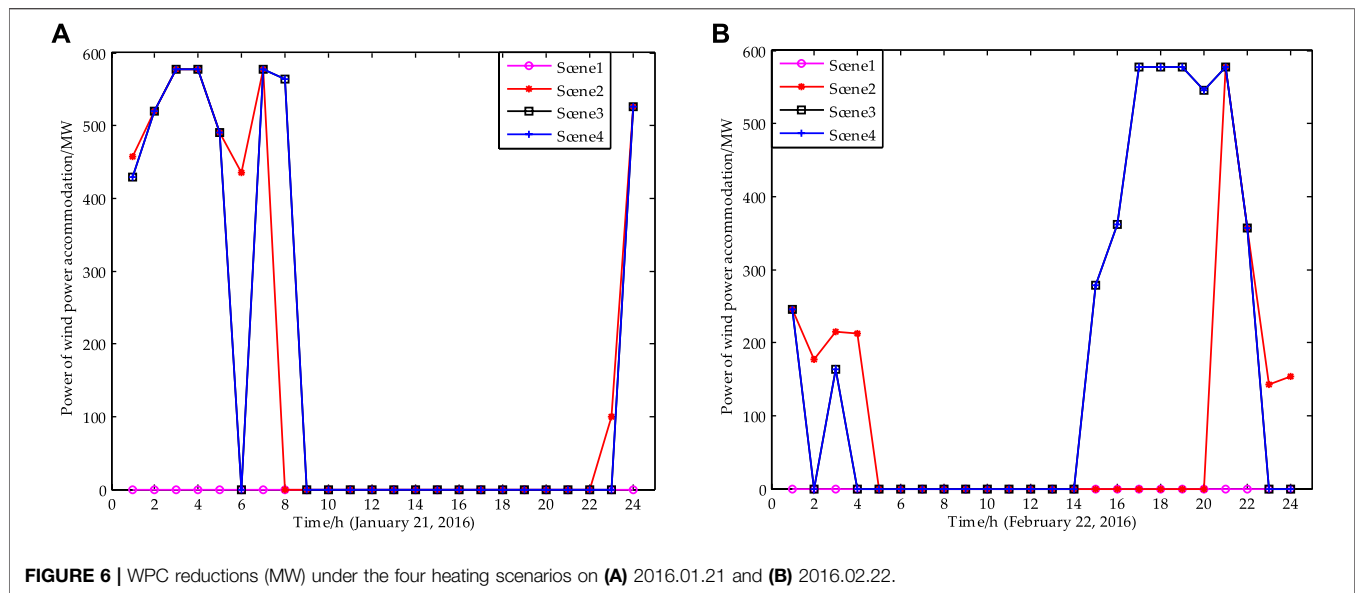 A
600
500
400
300
200
100
0
Power of wind power accommodation/MW
0 2 4 6 8 10 12 14 16 18 20 22 24
Time/h (January 21, 2016)
Scene1
Scene2
Scene3
Scene4
B
600
500
400
300
200
100
0
Power of wind power accommodation/MW
0 2 4 6 8 10 12 14 16 18 20 22 24
Time/h (February 22, 2016)
Scene1
Scene2
Scene3
Scene4
FIGURE 6 | WPC reductions (MW) under the four heating scenarios on (A) 2016.01.21 and (B) 2016.02.22.